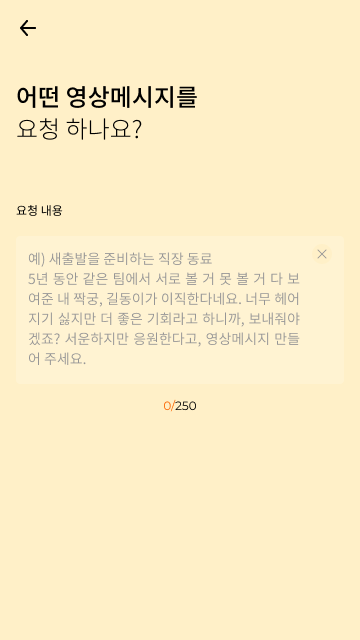 어떤 영상메시지를
요청 하나요?
요청 내용
예) 새출발을 준비하는 직장 동료
5년 동안 같은 팀에서 서로 볼 거 못 볼 거 다 보
여준 내 짝궁, 길동이가 이직한다네요. 너무 헤어
지기 싫지만 더 좋은 기회라고 하니까, 보내줘야
겠죠? 서운하지만 응원한다고, 영상메시지 만들
어 주세요.
0/250